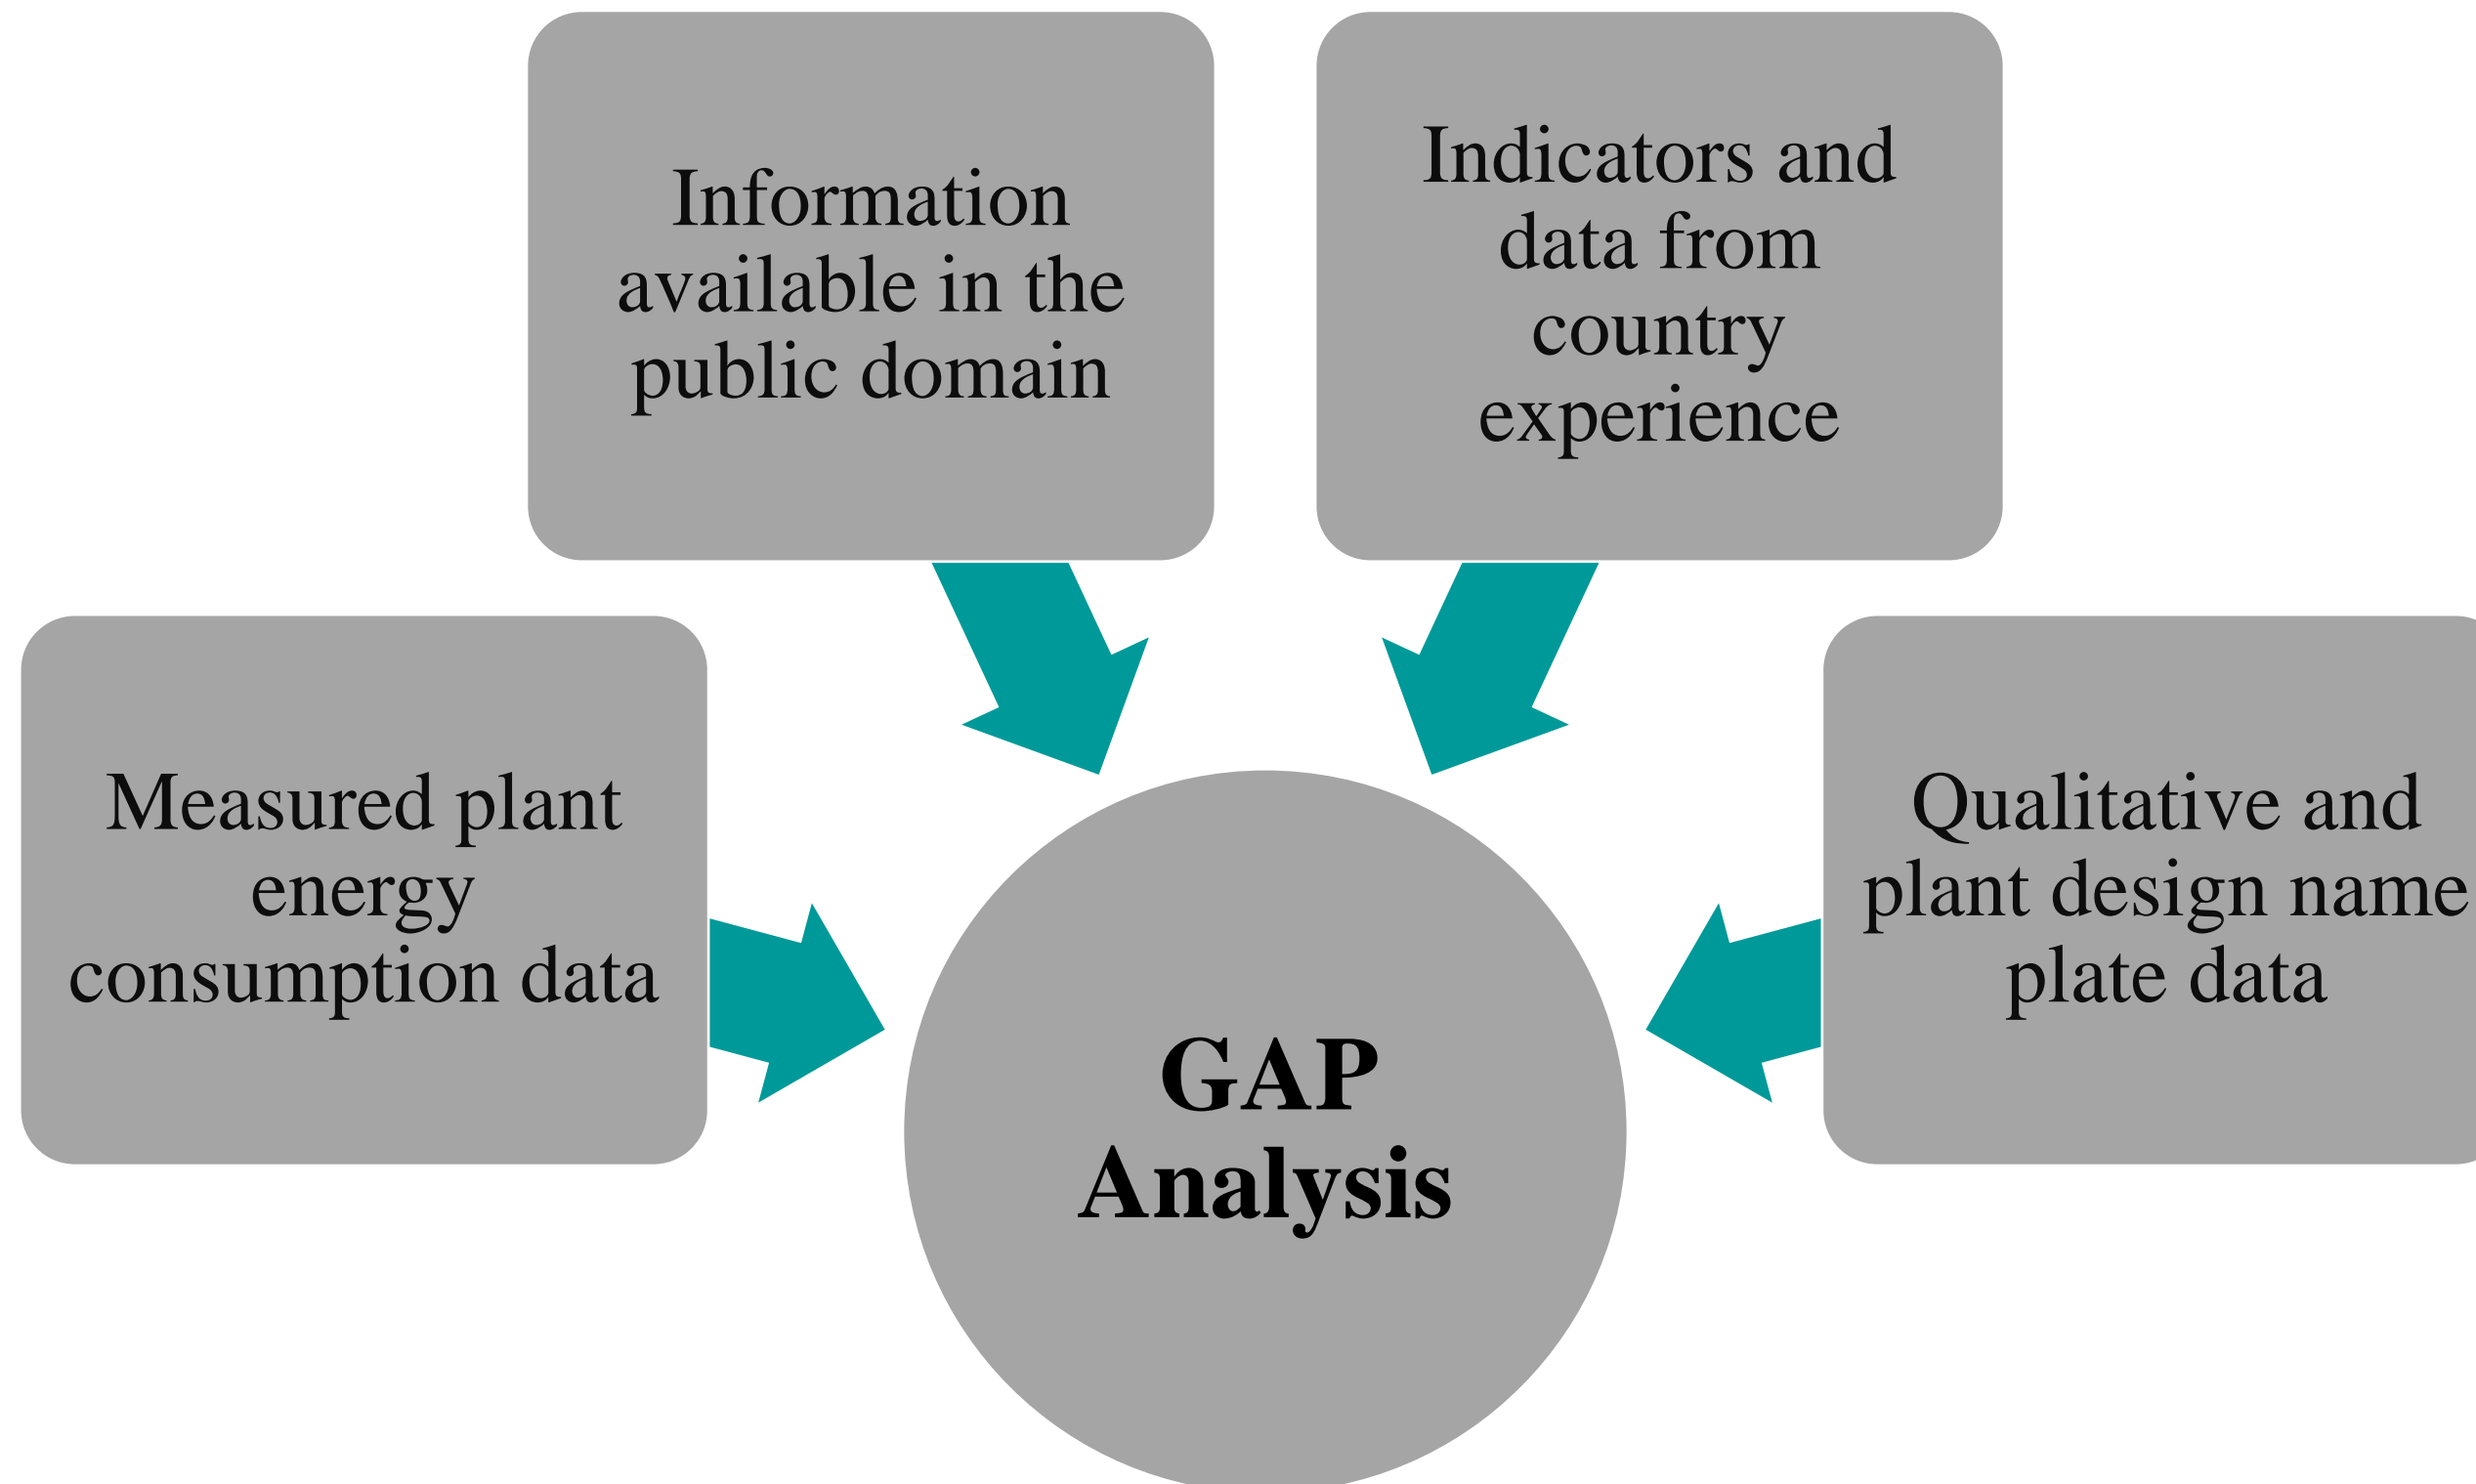 Information
available in the
public domain
Indicators and
data from
country
experience
Measured plant
energy
consumption data
Qualitative and
plant design name
plate data
GAP
Analysis